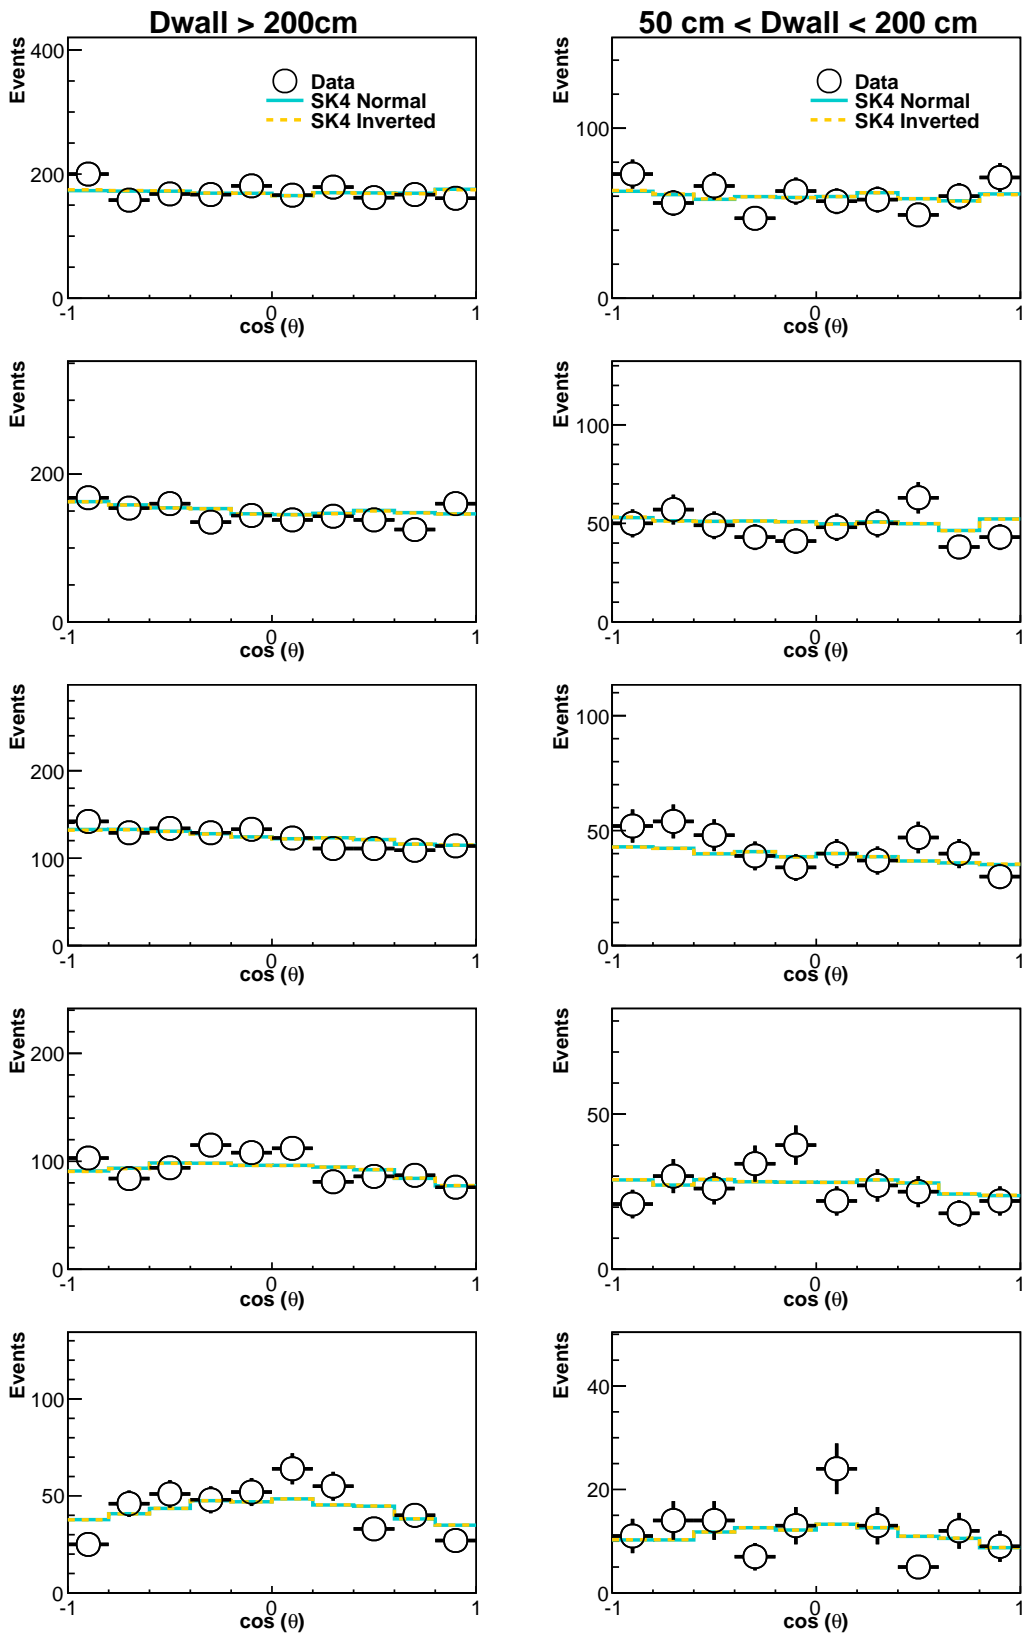 Dwall > 200cm
50 cm < Dwall < 200 cm
Events
400
200
0
Data
SK4 Normal
SK4 Inverted
-1 0 1
cos (θ)
Events
100
0
Data
SK4 Normal
SK4 Inverted
-1 0 1
cos (θ)
Events
200
0
-1 0 1
cos (θ)
Events
100
50
0
-1 0 1
cos (θ)
Events
200
100
0
-1 0 1
cos (θ)
Events
100
50
0
-1 0 1
cos (θ)
Events
200
100
0
-1 0 1
cos (θ)
Events
50
0
-1 0 1
cos (θ)
Events
100
50
0
-1 0 1
cos (θ)
Events
40
20
0
-1 0 1
cos (θ)